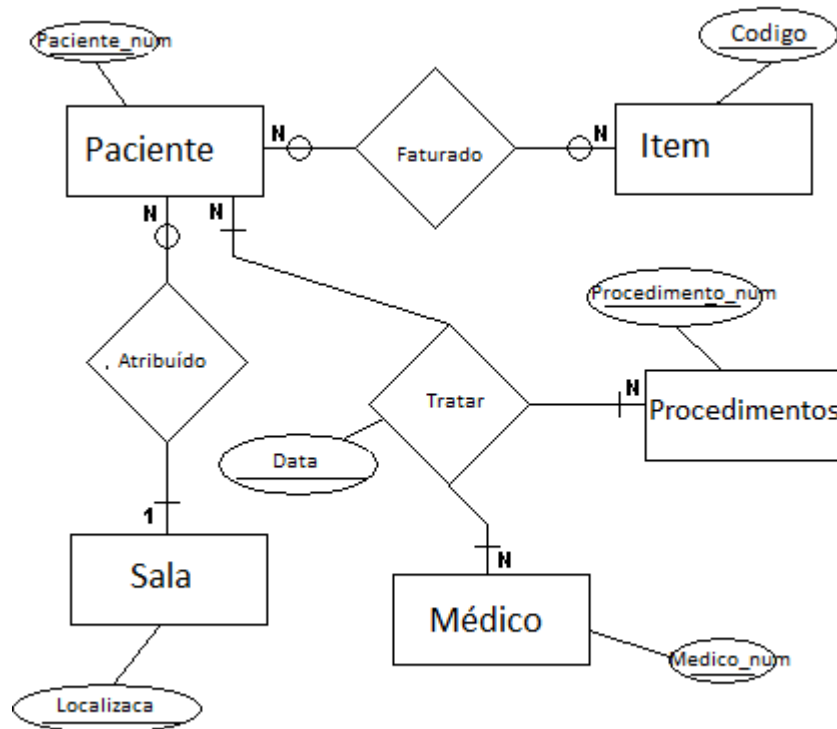 Paciente_num
Codigo
Paciente
N
Faturado
N
Item
N
N
Procedimento_num
. Atribuído
Tratar
N
Procedimentos
Data
1
N
Sala
Médico
Medico_num
Localizaca